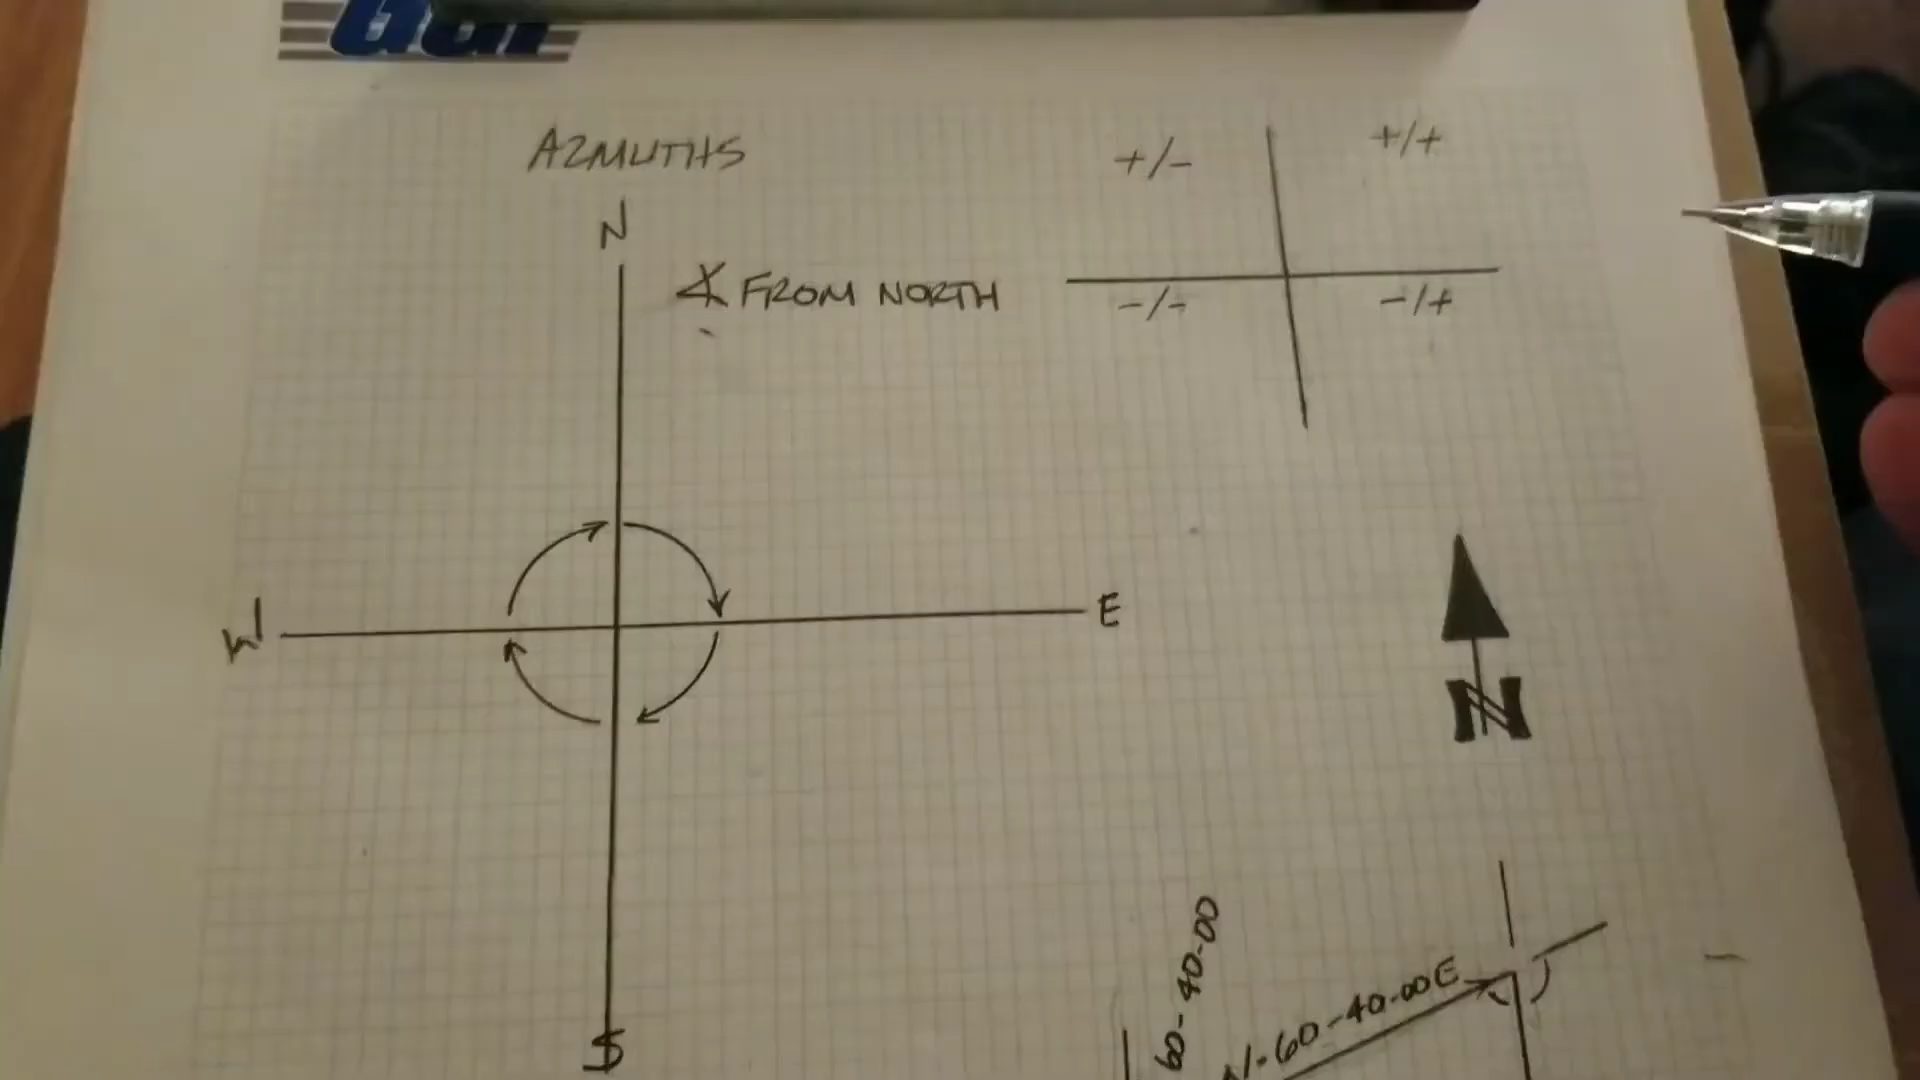 AZMUTHS
+/-
+/+
N
∡ FROM NORTH
-/-
-/+
W
E
N
S
60-40-00
N-60-40-00E